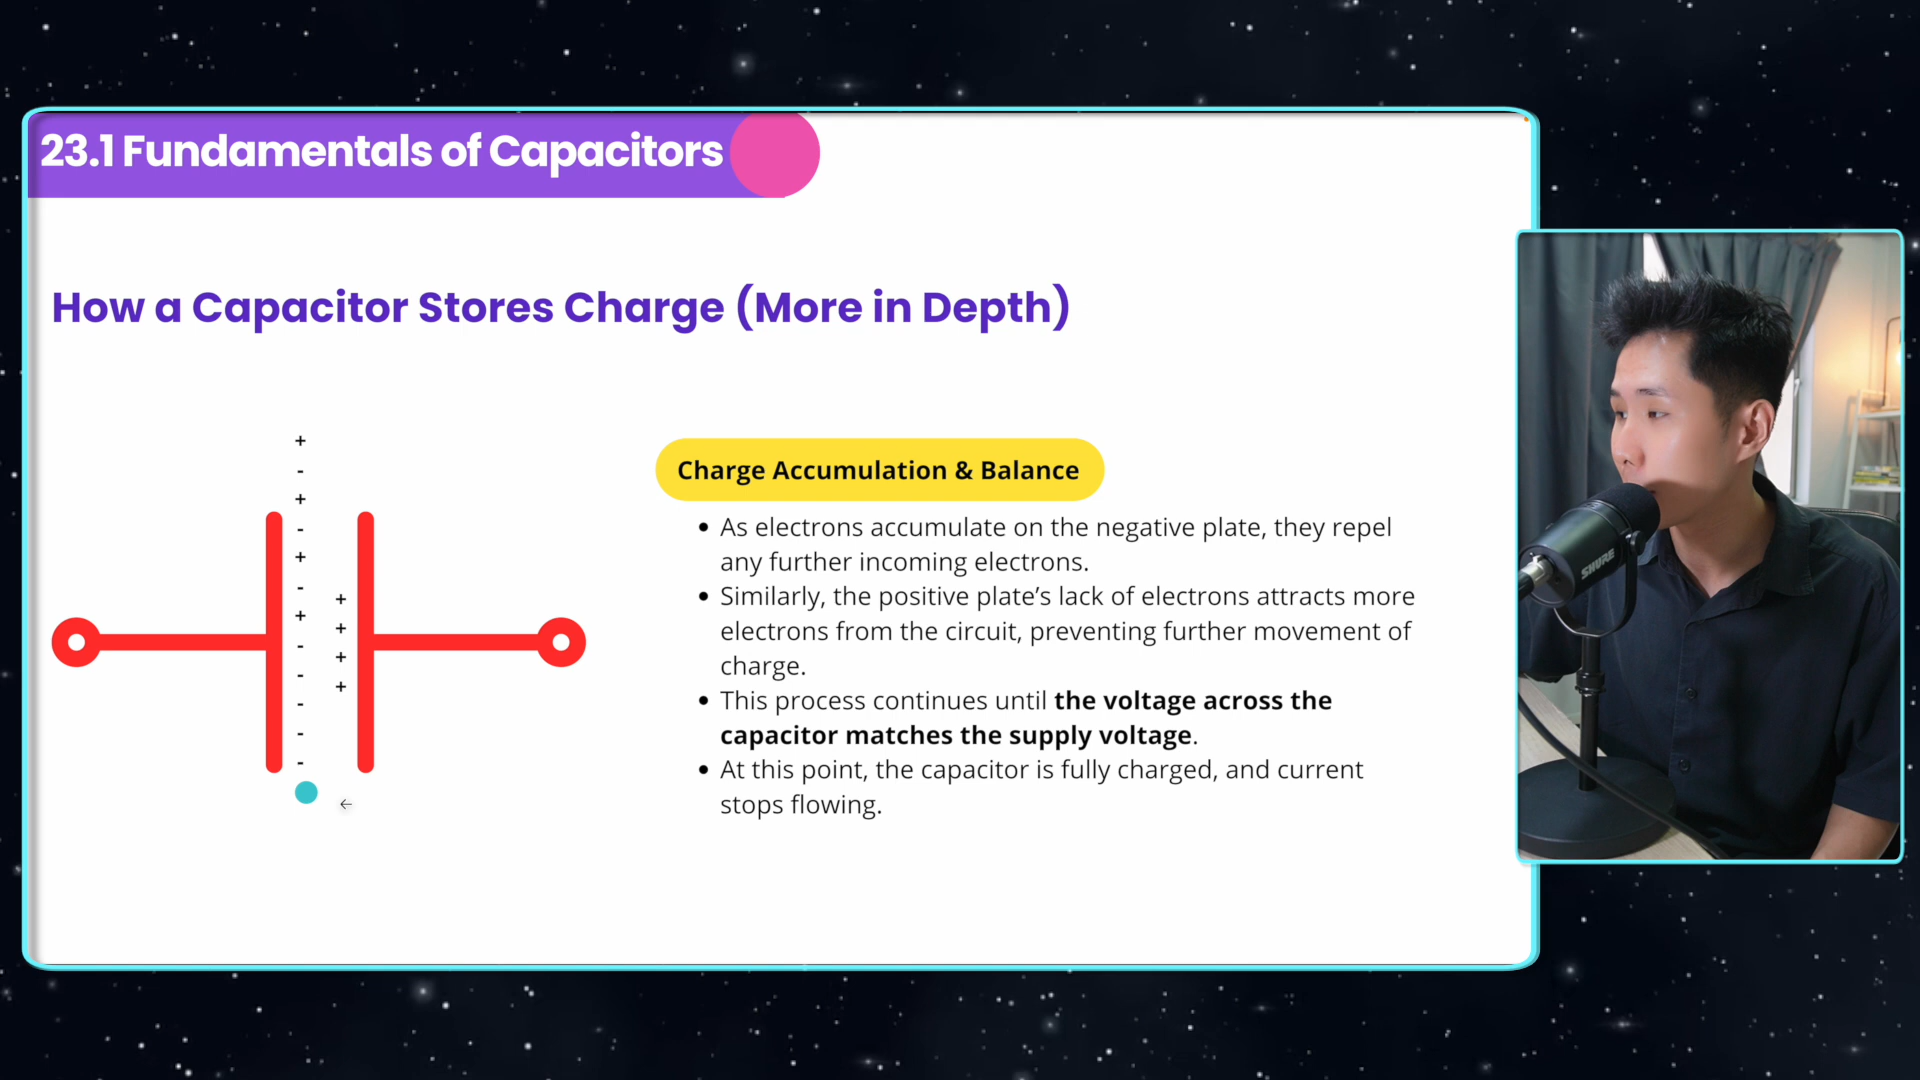 23.1 Fundamentals of Capacitors
How a Capacitor Stores Charge (More in Depth)
+
-
+
-
+
-
+
-
-
-
-
-
+
+
+
+
Charge Accumulation & Balance
• As electrons accumulate on the negative plate, they repel
any further incoming electrons.
• Similarly, the positive plate’s lack of electrons attracts more
electrons from the circuit, preventing further movement of
charge.
• This process continues until the voltage across the
capacitor matches the supply voltage.
• At this point, the capacitor is fully charged, and current
stops flowing.
SHURE